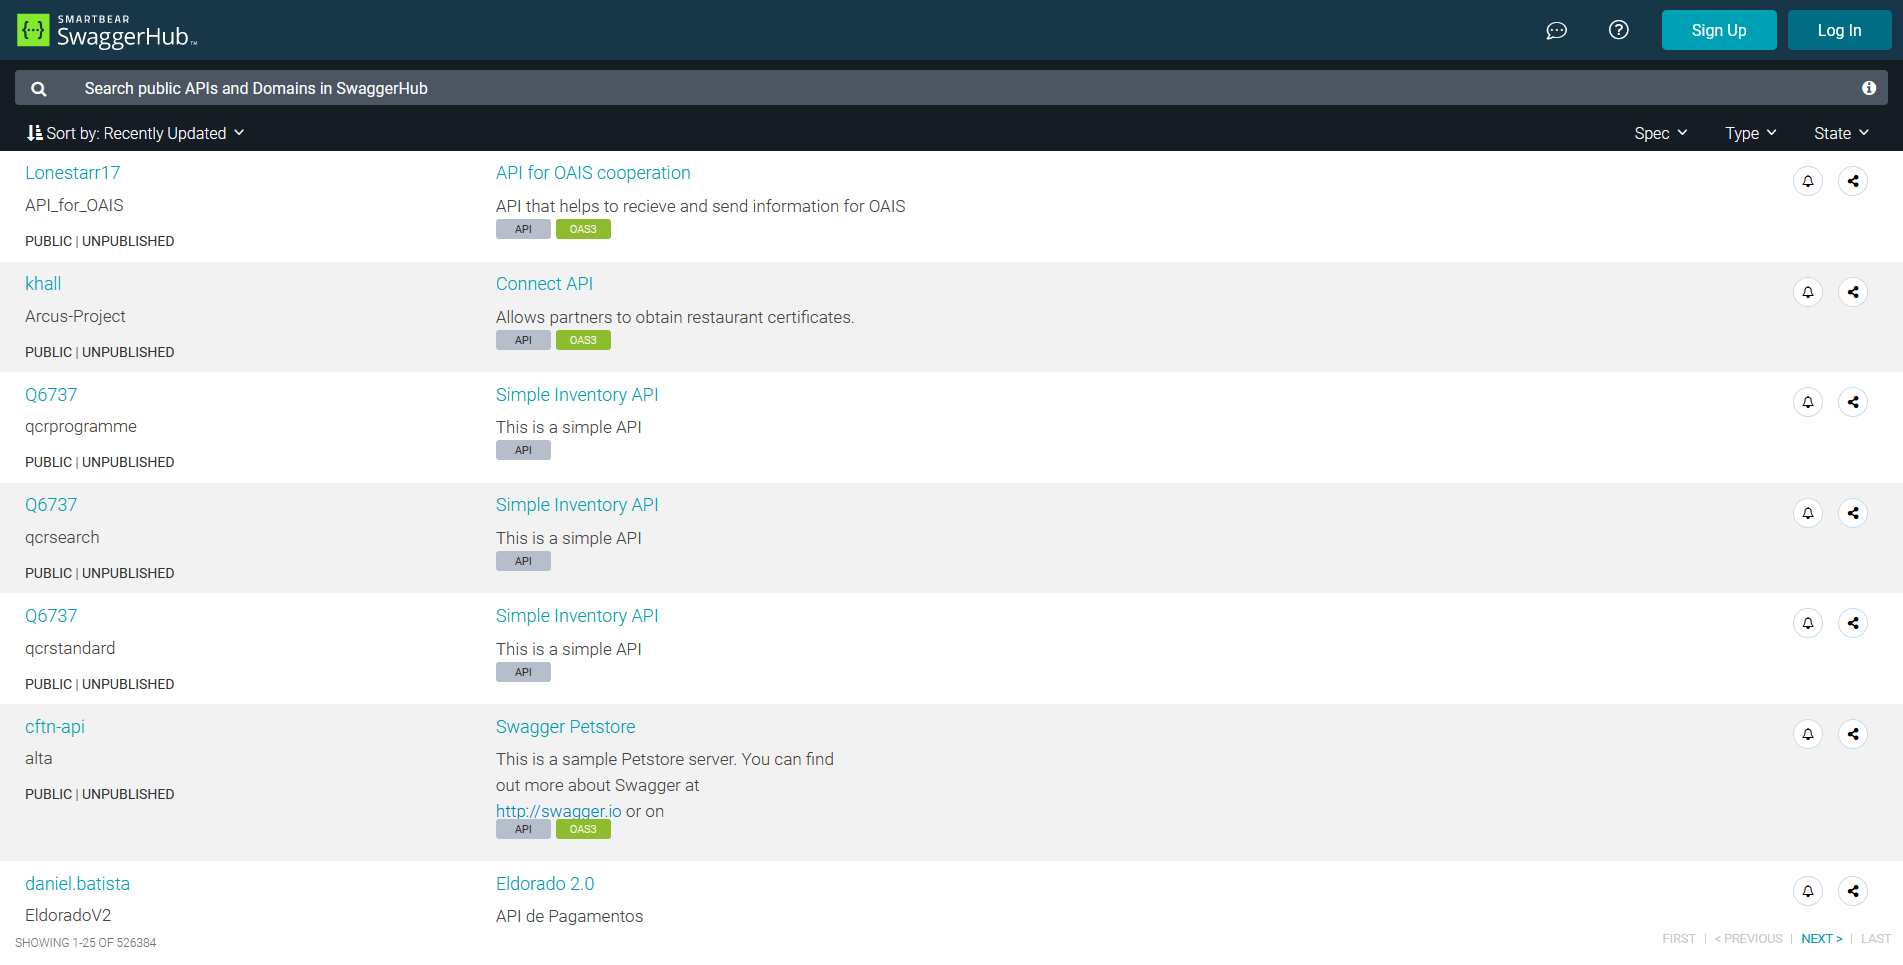 SMARTBEAR
SwaggerHub™
Sign Up
Log In
Search public APIs and Domains in SwaggerHub
Sort by: Recently Updated
Spec
Type
State
Lonestarr17
API for OAIS cooperation
API_for_OAIS
API that helps to recieve and send information for OAIS
API OAS3
PUBLIC | UNPUBLISHED
khall
Connect API
Arcus-Project
Allows partners to obtain restaurant certificates.
API OAS3
PUBLIC | UNPUBLISHED
Q6737
Simple Inventory API
qcrprogramme
This is a simple API
API
PUBLIC | UNPUBLISHED
Q6737
Simple Inventory API
qcrsearch
This is a simple API
API
PUBLIC | UNPUBLISHED
Q6737
Simple Inventory API
qcrstandard
This is a simple API
API
PUBLIC | UNPUBLISHED
cftn-api
Swagger Petstore
alta
This is a sample Petstore server. You can find
out more about Swagger at
PUBLIC | UNPUBLISHED
http://swagger.io or on
API OAS3
daniel.batista
Eldorado 2.0
EldoradoV2
API de Pagamentos
SHOWING 1-25 OF 526384
FIRST | < PREVIOUS | NEXT > | LAST